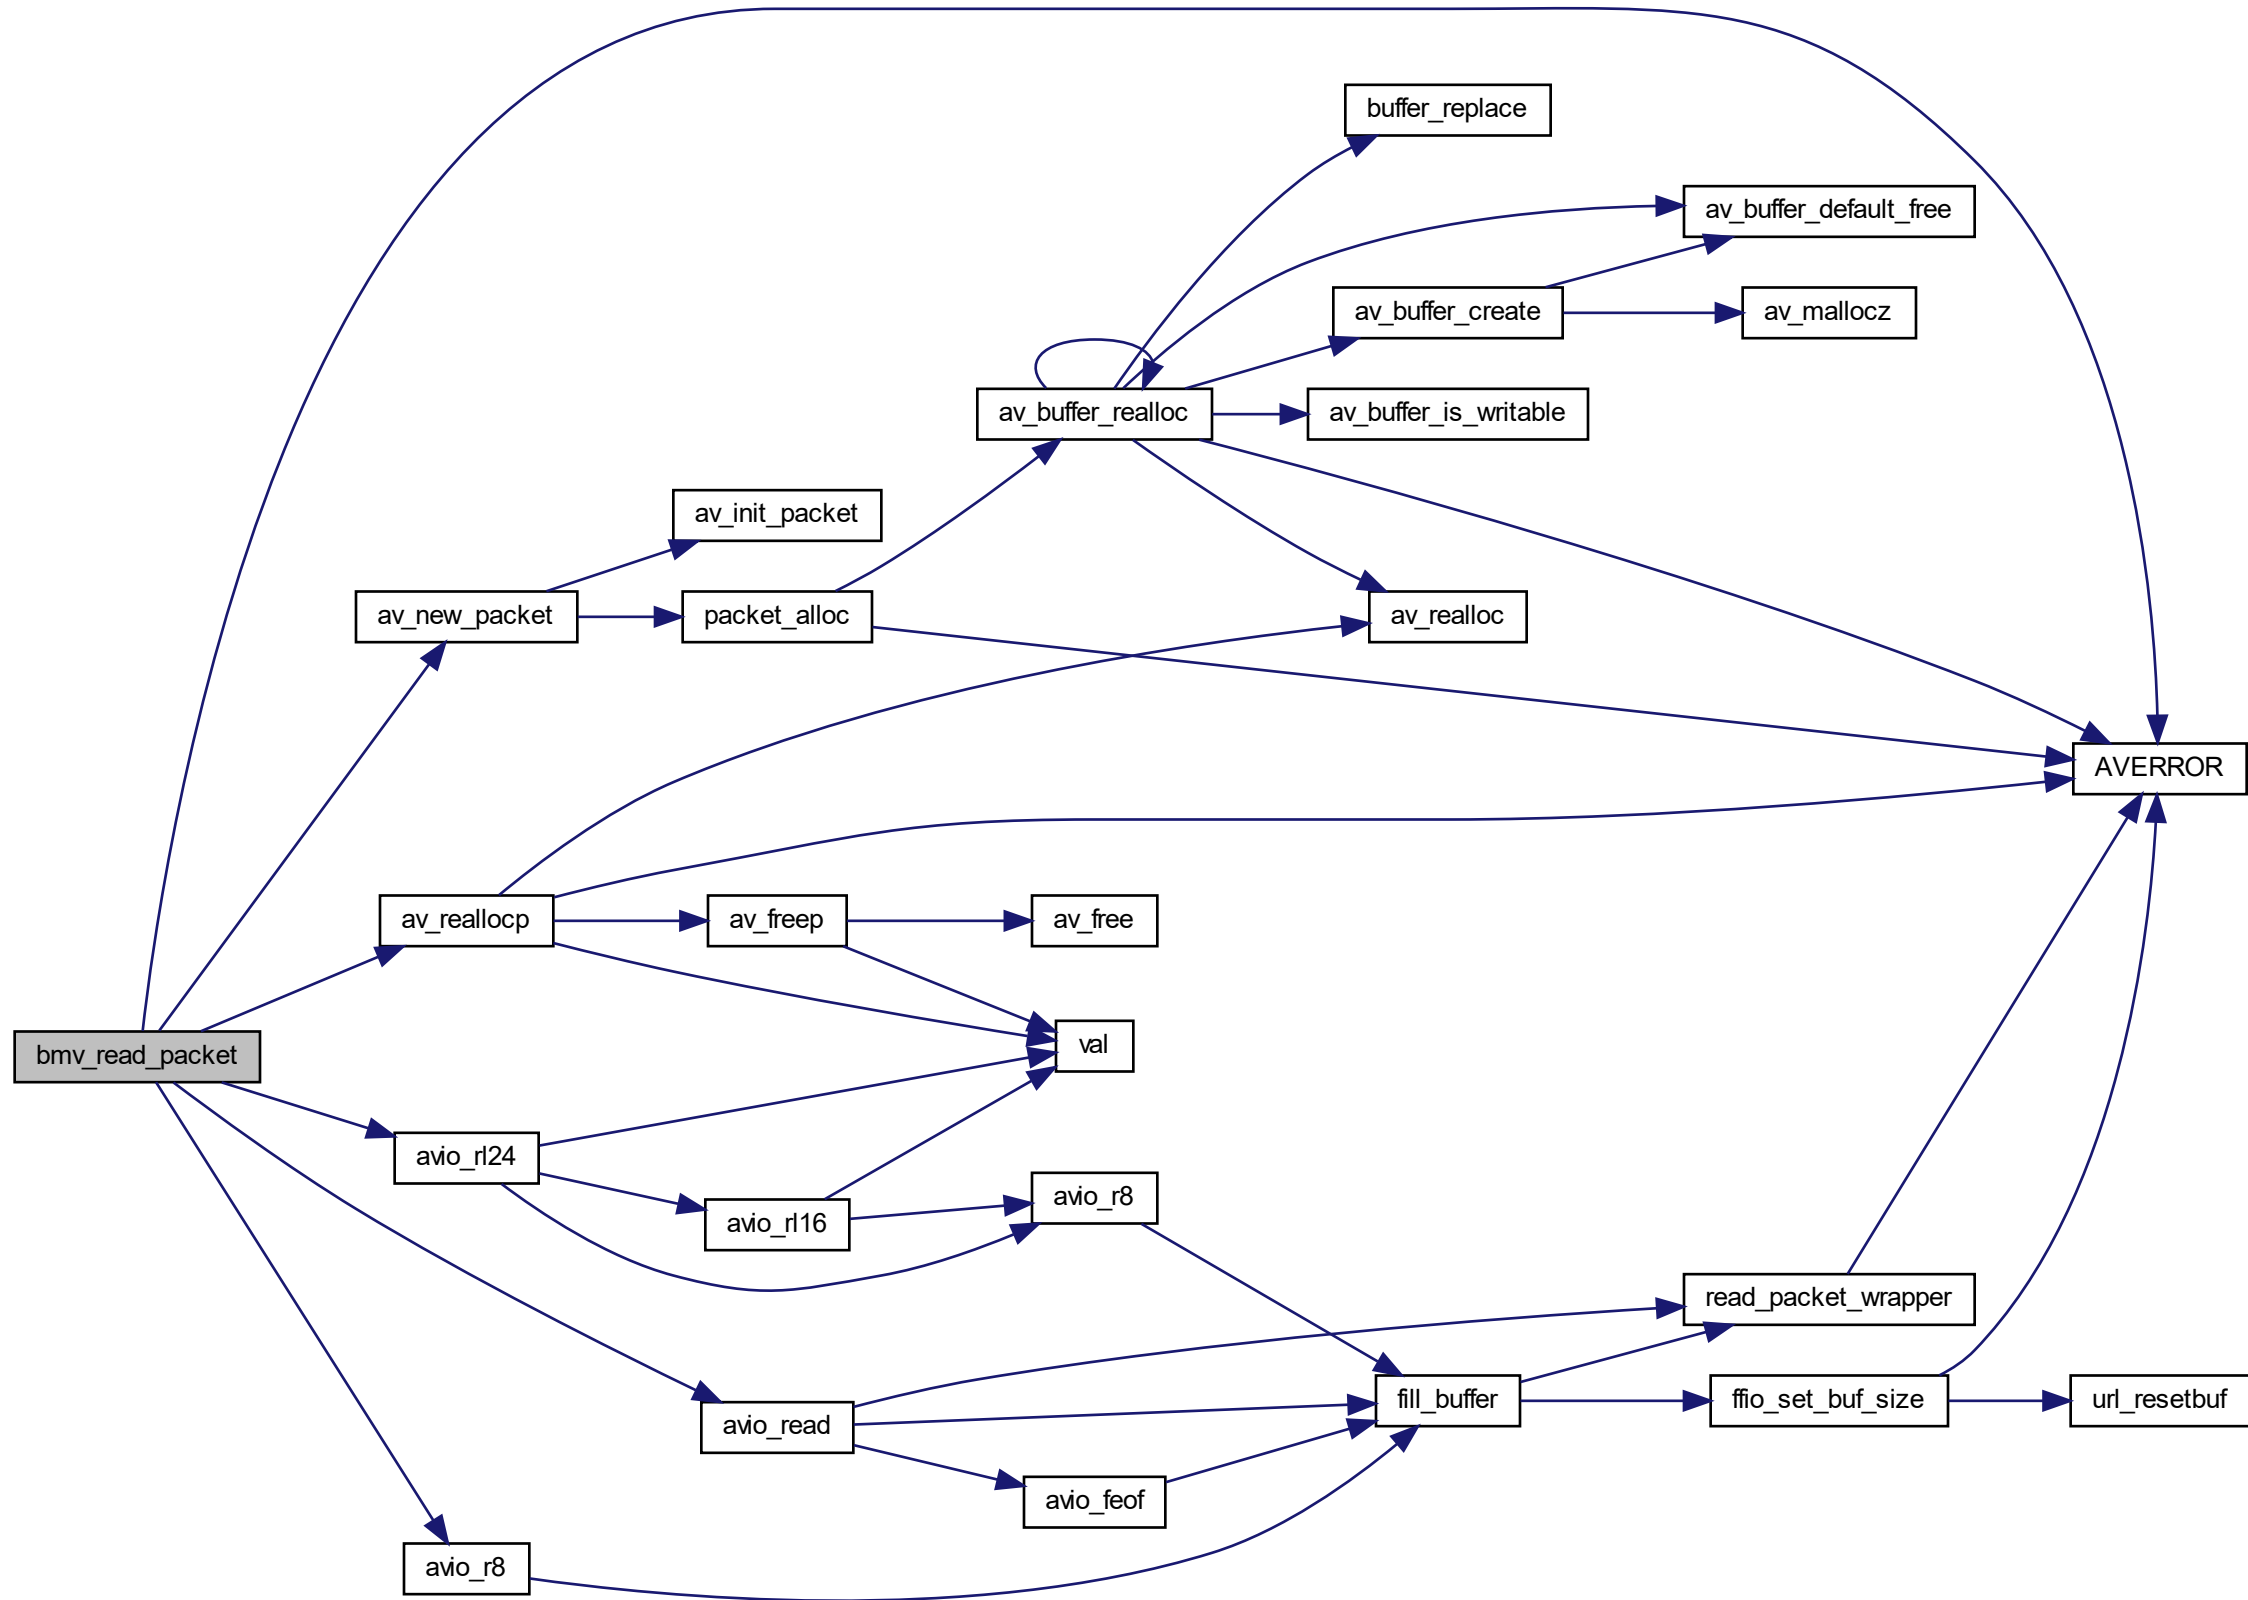 buffer_replace
av_buffer_default_free
av_buffer_create
av_mallocz
av_buffer_realloc
av_buffer_is_writable
av_init_packet
av_new_packet
packet_alloc
av_realloc
AVERROR
av_reallocp
av_freep
av_free
bmv_read_packet
val
avio_rl24
avio_r8
avio_rl16
read_packet_wrapper
avio_read
fill_buffer
ffio_set_buf_size
url_resetbuf
avio_feof
avio_r8